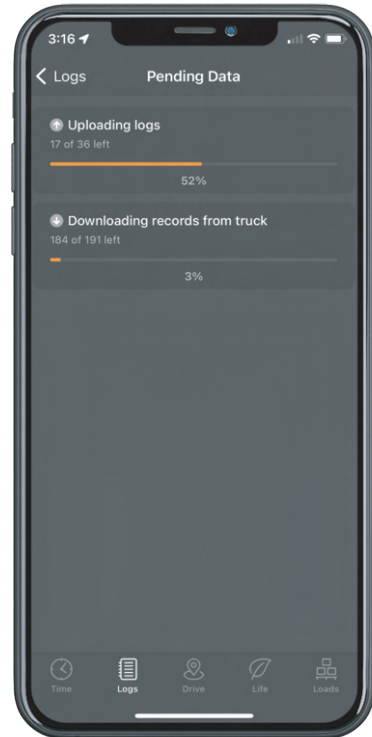 3:16
Logs
Pending Data
Uploading logs
17 of 36 left
52%
Downloading records from truck
184 of 191 left
3%
Time
Logs
Drive
Life
Loads